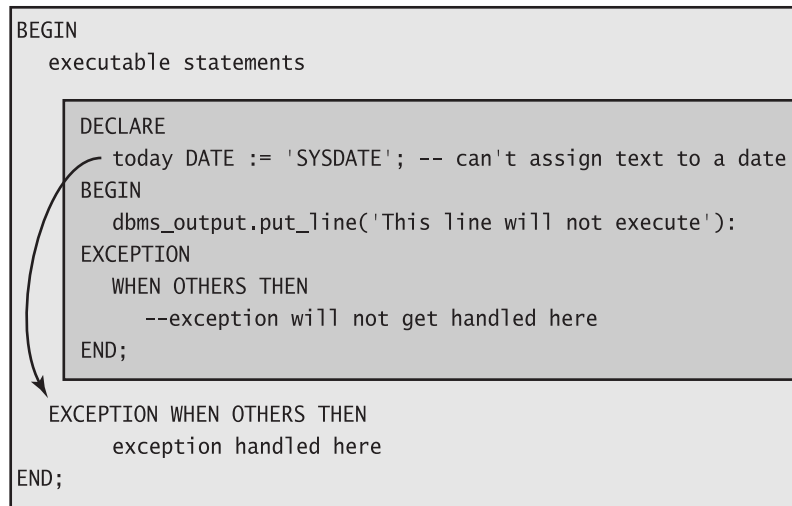 BEGIN
executable statements
DECLARE
today DATE := 'SYSDATE'; -- can't assign text to a date
BEGIN
dbms_output.put_line('This line will not execute'):
EXCEPTION
WHEN OTHERS THEN
--exception will not get handled here
END;
EXCEPTION WHEN OTHERS THEN
exception handled here
END;